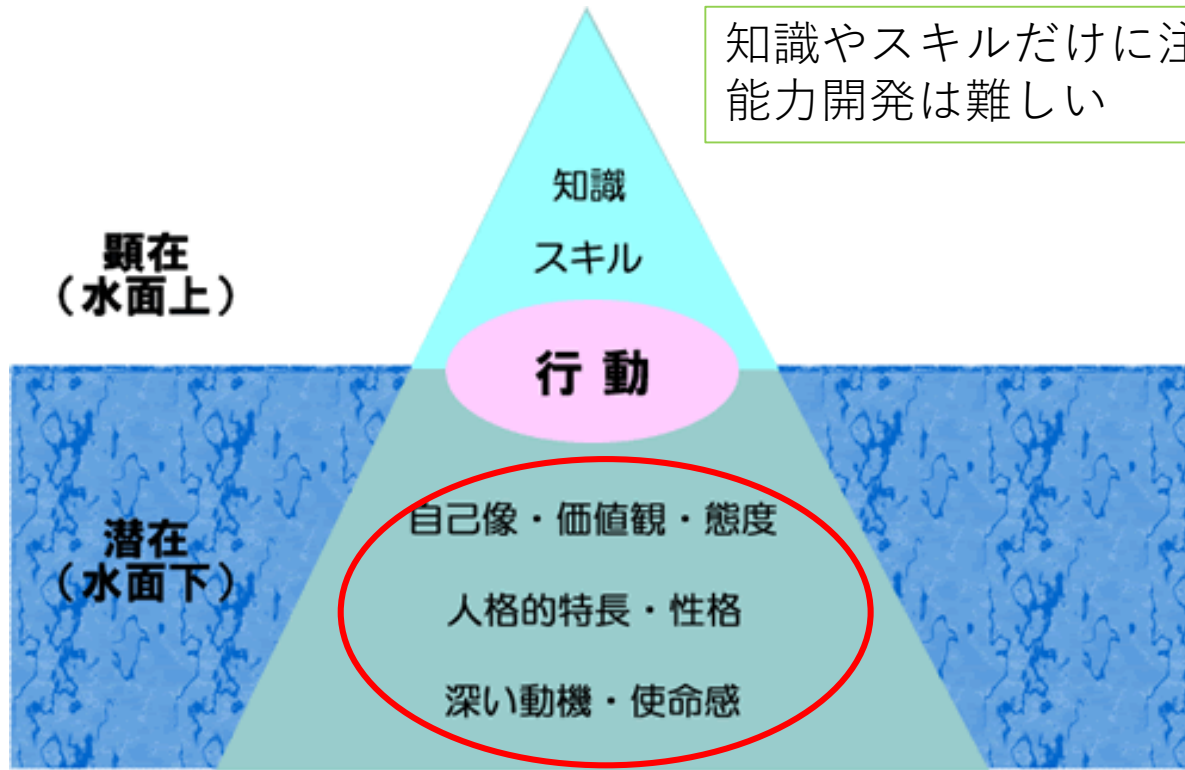 知識やスキルだけに注
能力開発は難しい
知識
スキル
顕在
（水面上）
行動
自己像・価値観・態度
潜在
（水面下）
人格的特長・性格
深い動機・使命感